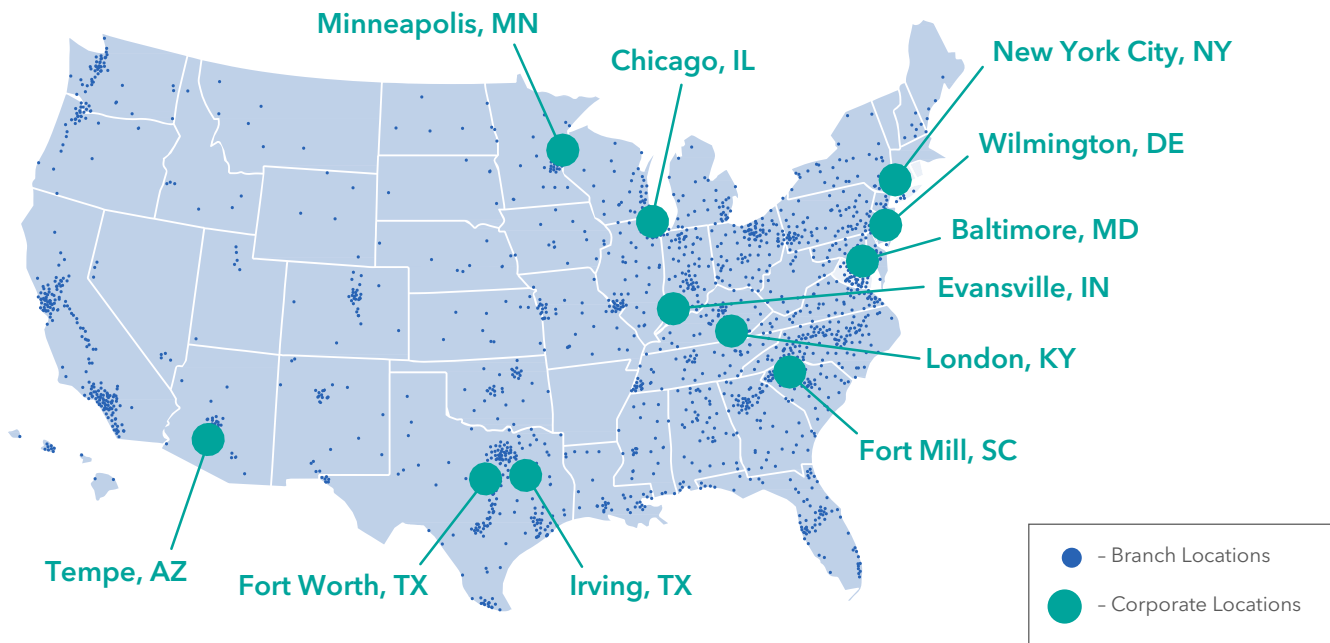 Minneapolis, MN
Chicago, IL
New York City, NY
Wilmington, DE
Baltimore, MD
Evansville, IN
London, KY
Fort Mill, SC
Tempe, AZ
Fort Worth, TX
Irving, TX
– Branch Locations
– Corporate Locations